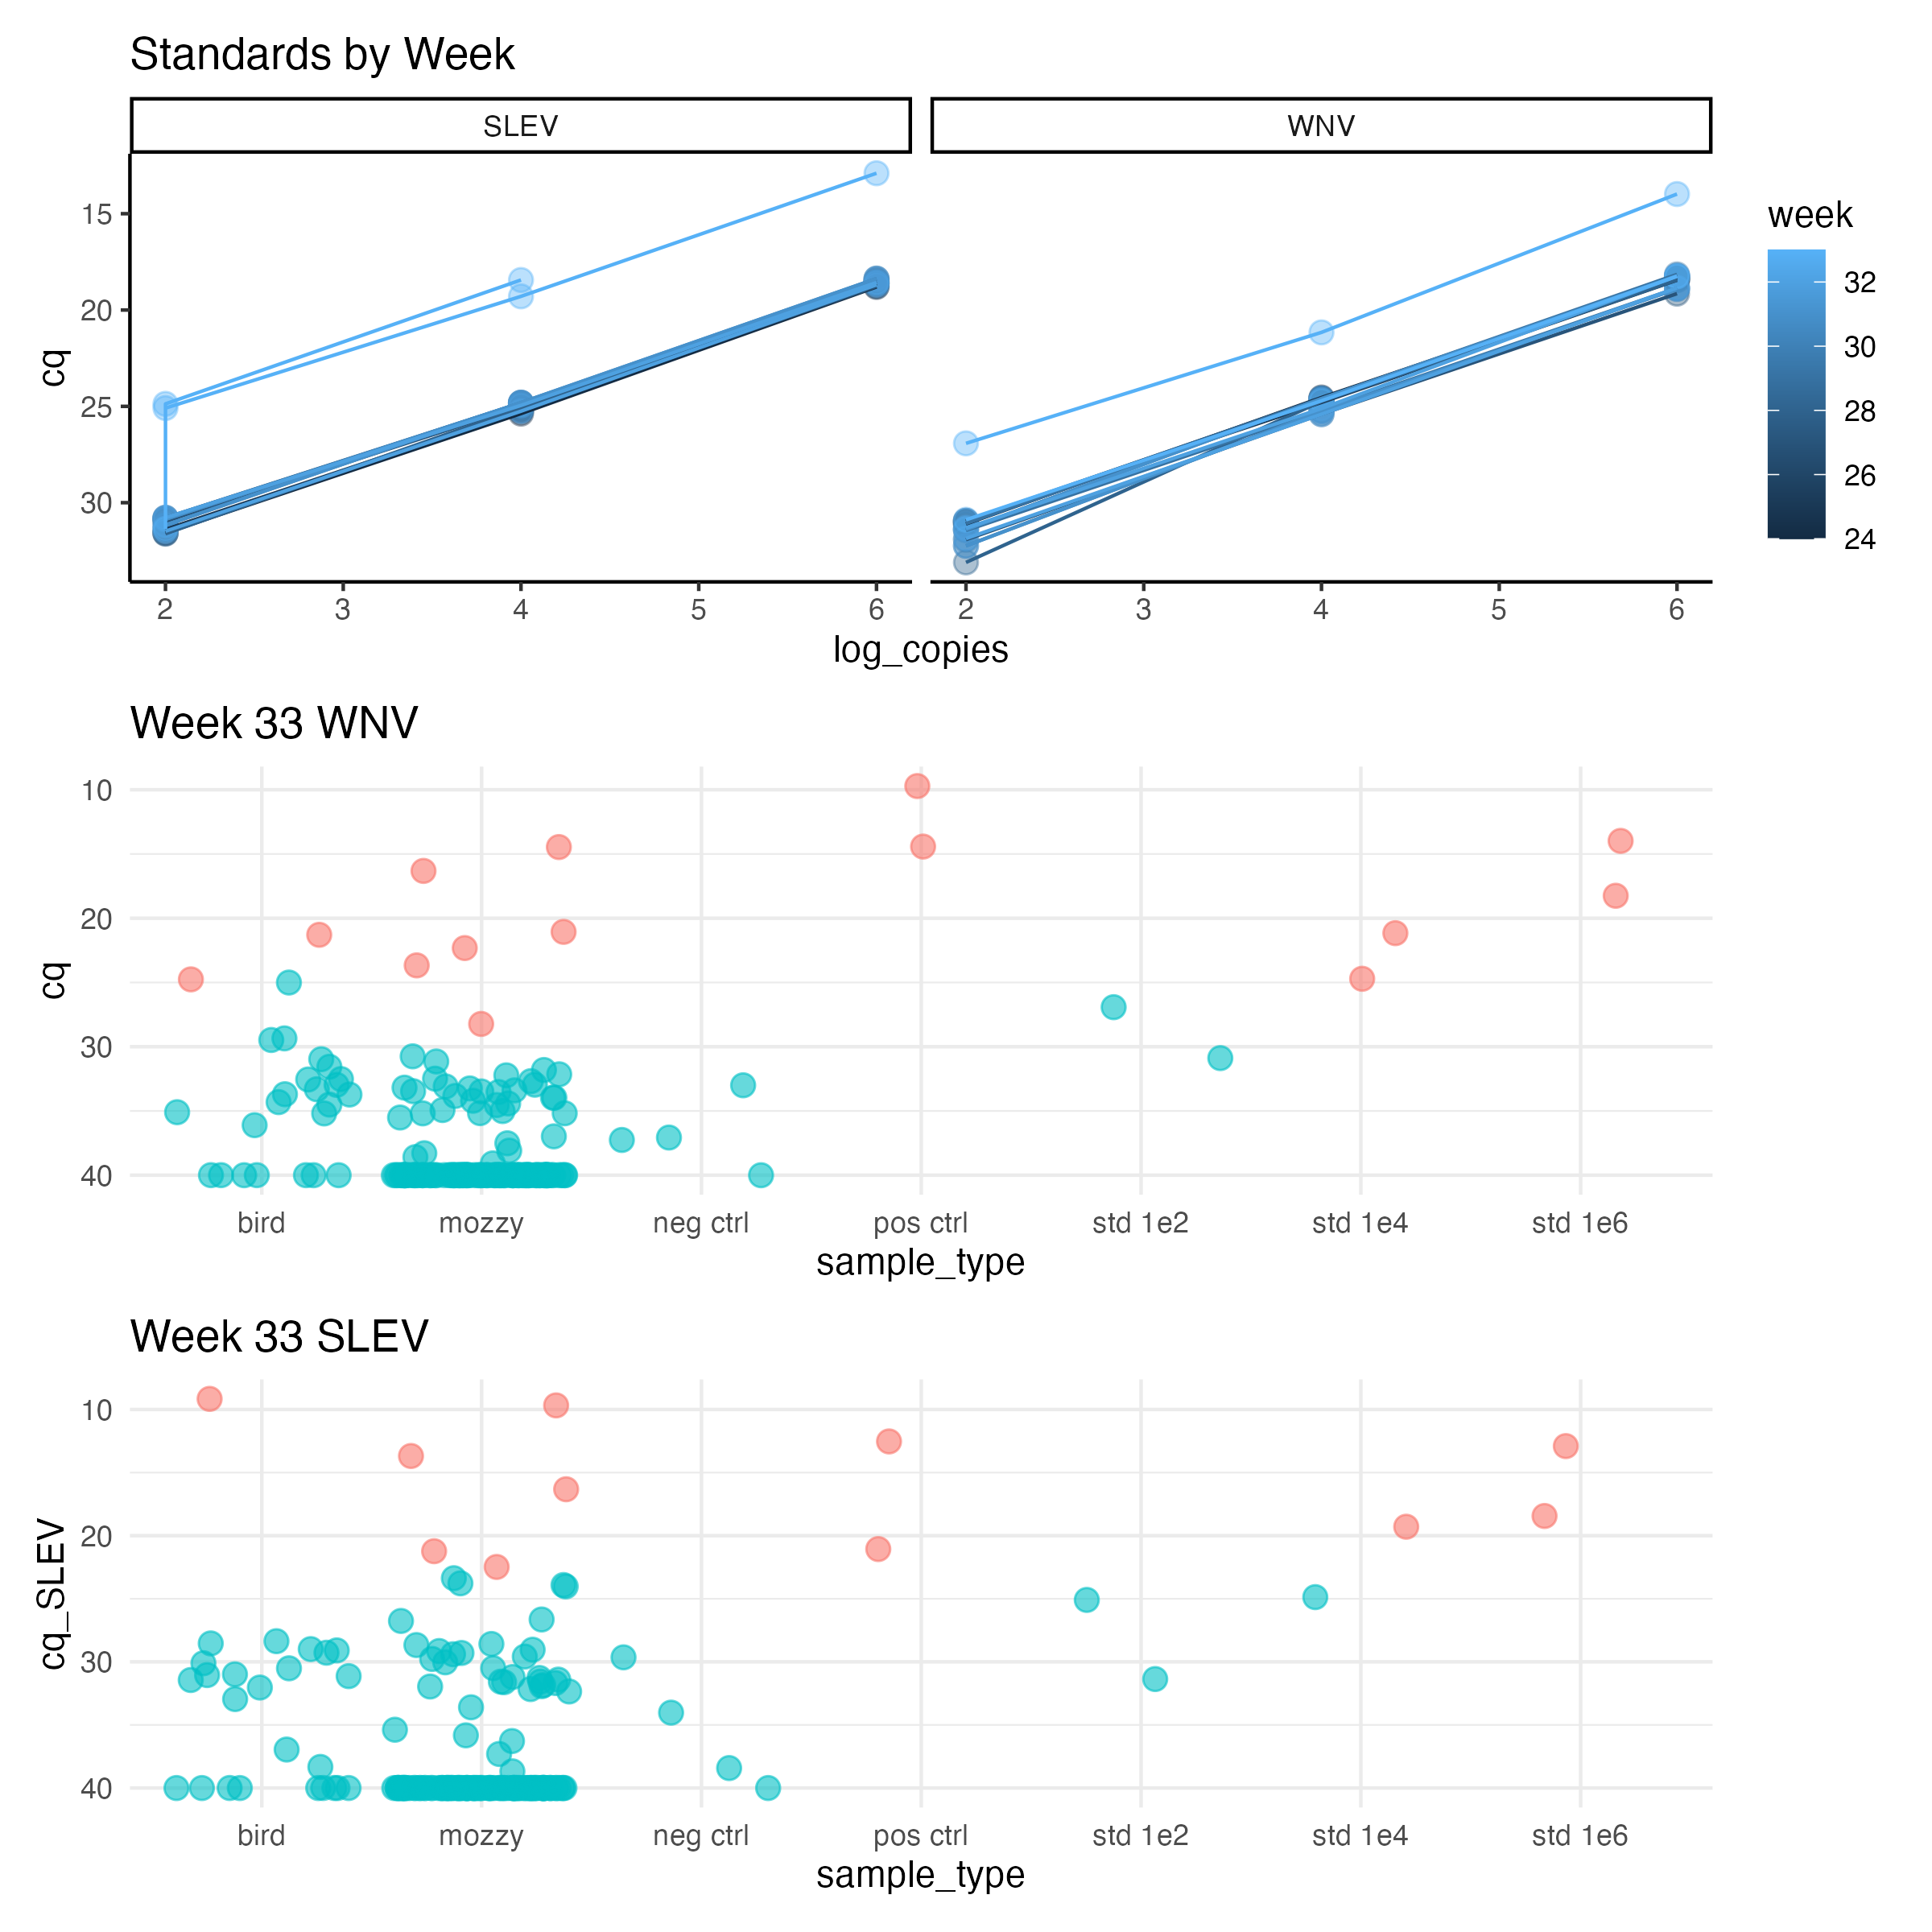 Standards by Week
SLEV
WNV
15
20
25
30
cq
2
3
4
5
6
2
3
4
5
6
log_copies
week
32
30
28
26
24
Week 33 WNV
10
20
30
40
cq
bird
mozzy
neg ctrl
pos ctrl
std 1e2
std 1e4
std 1e6
sample_type
Week 33 SLEV
10
20
30
40
cq_SLEV
bird
mozzy
neg ctrl
pos ctrl
std 1e2
std 1e4
std 1e6
sample_type